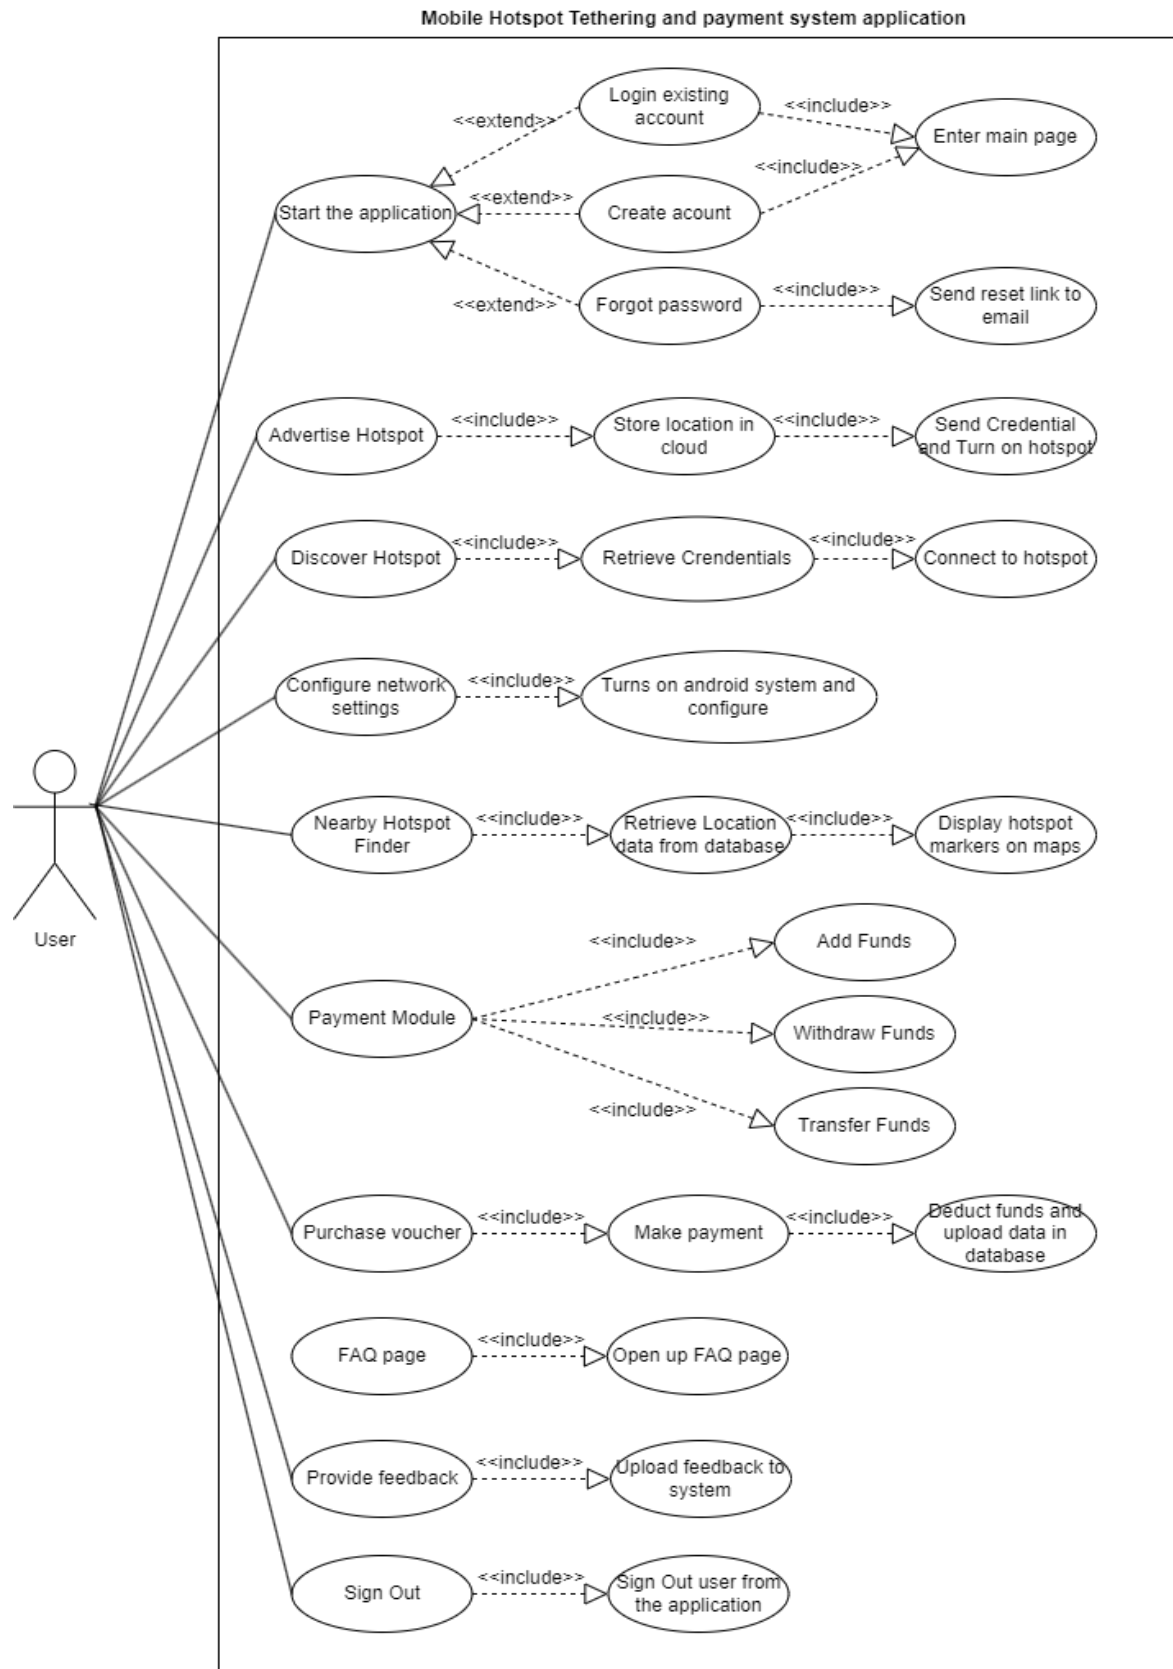 Mobile Hotspot Tethering and payment system application
Login existing
account
<<include>>
<<extend>>
Enter main page
<<include>>
Start the application
<<extend>>
Create acount
<<extend>>
Forgot password
<<include>>
Send reset link to
email
Advertise Hotspot
<<include>>
Store location in
cloud
<<include>>
Send Credential
and Turn on hotspot
Discover Hotspot
<<include>>
Retrieve Crendentials
<<include>>
Connect to hotspot
Configure network
settings
<<include>>
Turns on android system and
configure
Nearby Hotspot
Finder
<<include>>
Retrieve Location
data from database
<<include>>
Display hotspot
markers on maps
User
Payment Module
<<include>>
Add Funds
<<include>>
Withdraw Funds
<<include>>
Transfer Funds
Purchase voucher
<<include>>
Make payment
<<include>>
Deduct funds and
upload data in
database
FAQ page
<<include>>
Open up FAQ page
Provide feedback
<<include>>
Upload feedback to
system
Sign Out
<<include>>
Sign Out user from
the application